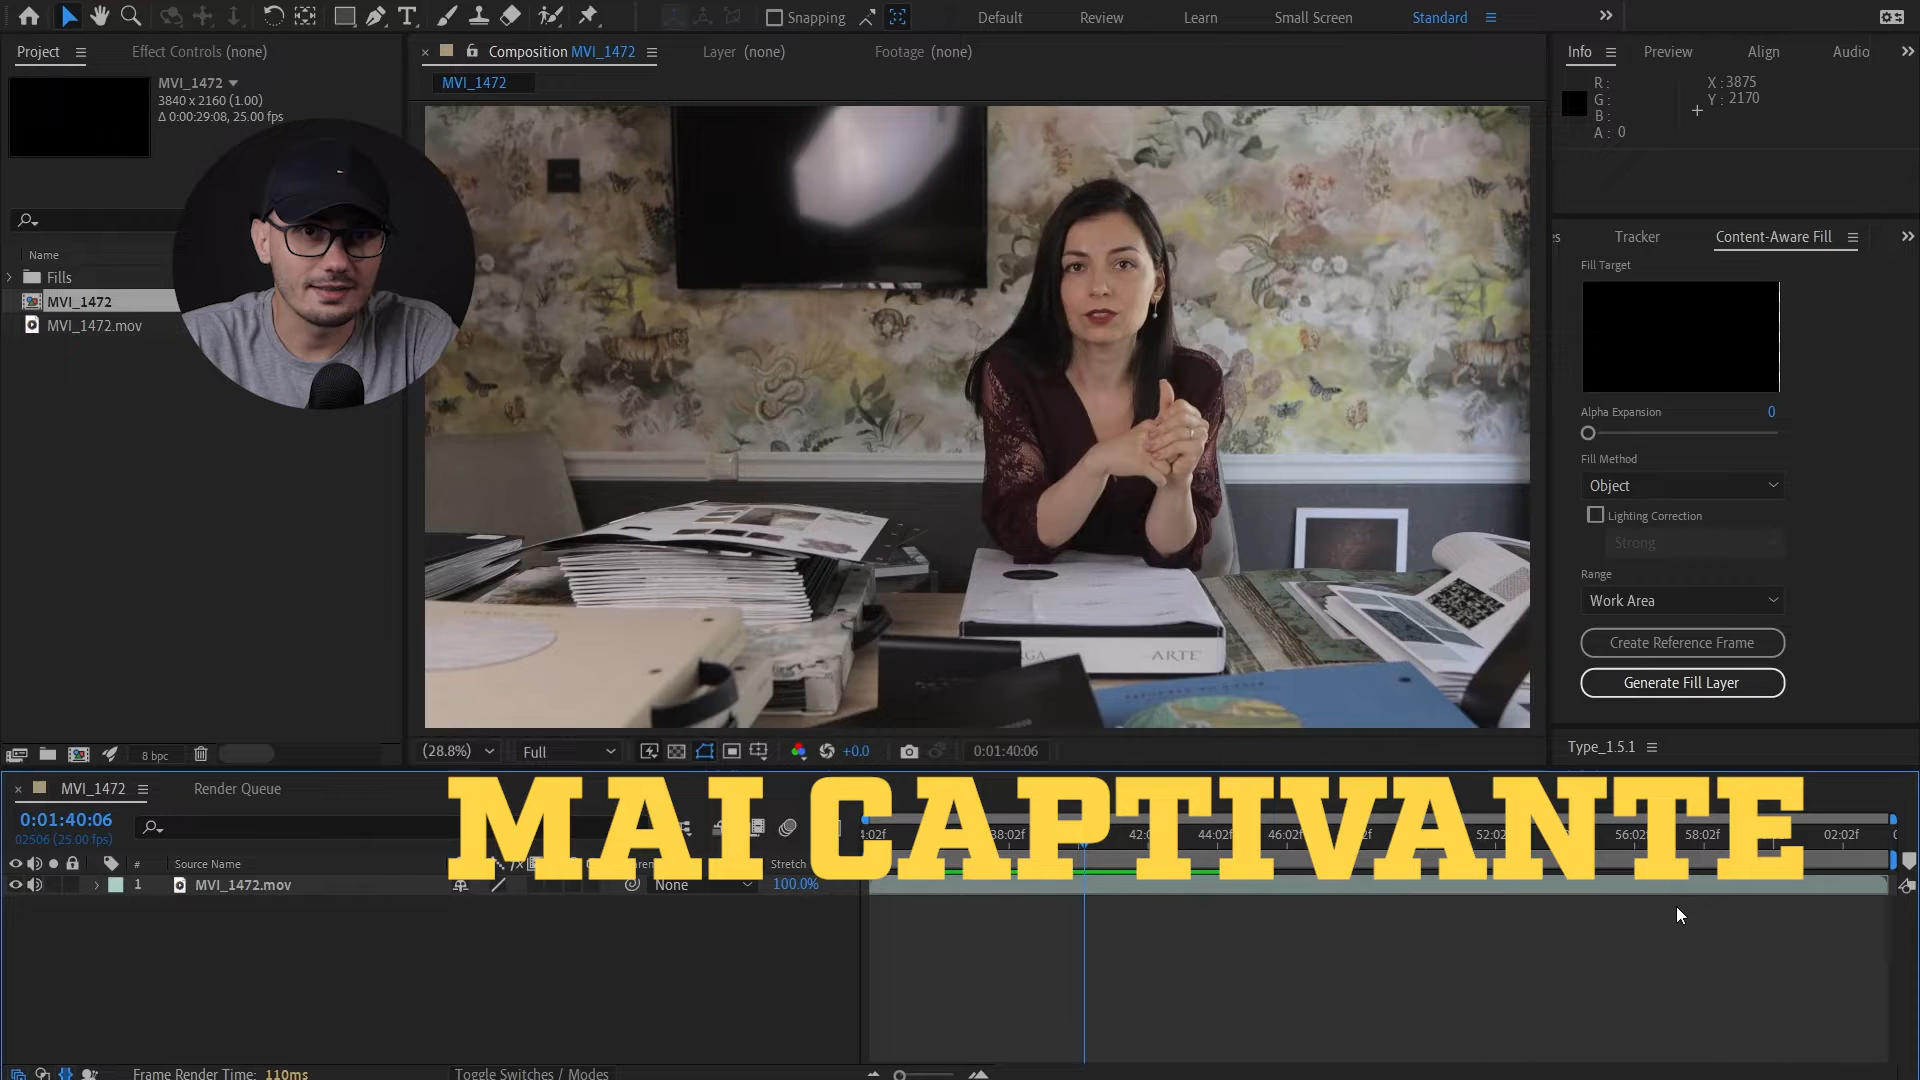 Snapping
Default
Review
Learn
Small Screen
Standard
Project
Effect Controls (none)
Composition MVI_1472
Layer (none)
Footage (none)
Info
Preview
Align
Audio
MVI_1472
3840 x 2160 (1.00)
Δ 0:00:29:08, 25.00 fps
MVI_1472
R :
G :
B :
A : 0
X : 3875
Y : 2170
Tracker
Content-Aware Fill
Fill Target
Name
Fills
MVI_1472
MVI_1472.mov
Alpha Expansion
0
Fill Method
Object
Lighting Correction
Strong
Range
Work Area
Create Reference Frame
Generate Fill Layer
ARTE
8 bpc
(28.8%)
Full
+0.0
0:01:40:06
Type_1.5.1
MVI_1472
Render Queue
MAI CAPTIVANTE
0:01:40:06
02506 (25.00 fps)
4:02f
38:02f
44:02f
46:02f
52:02f
56:02f
58:02f
02:02f
#
Source Name
Stretch
1
MVI_1472.mov
None
100.0%
Frame Render Time: 110ms
Toggle Switches / Modes